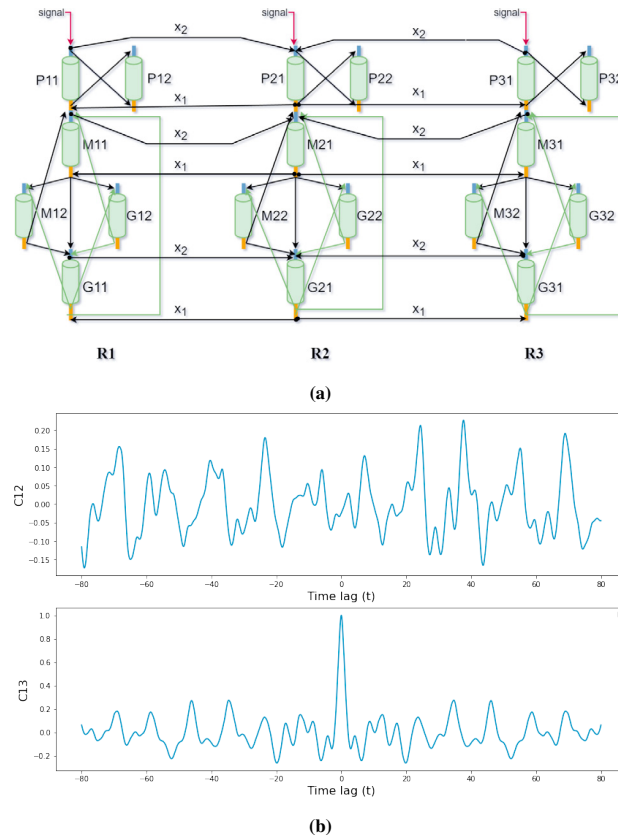 signal signal signal
x2 x2
P11 P12 P21 P22 P31 P32
x1 x1
M11 x2 M21 x2 M31
x1 x1
M12 G12 M22 G22 M32 G32
x2 x2
G11 G21 G31
x1 x1
R1 R2 R3
(a)
0.20
0.15
0.10
0.05
0.00
−0.05
−0.10
−0.15
C12
−80 −60 −40 −20 0 20 40 60 80
Time lag (t)
1.0
0.8
0.6
0.4
0.2
0.0
−0.2
C13
−80 −60 −40 −20 0 20 40 60 80
Time lag (t)
(b)